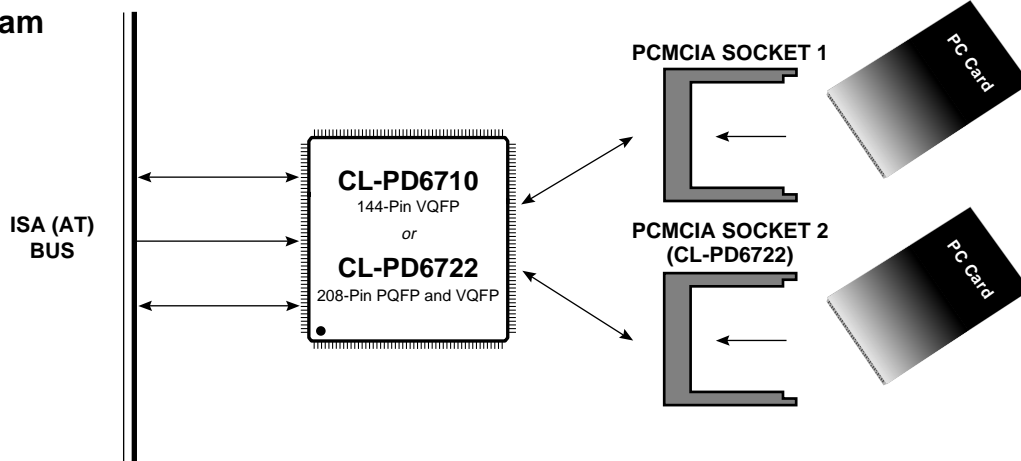 am
ISA (AT)
BUS
CL-PD6710
144-Pin VQFP
or
CL-PD6722
208-Pin PQFP and VQFP
PCMCIA SOCKET 1
PC Card
PCMCIA SOCKET 2
(CL-PD6722)
PC Card